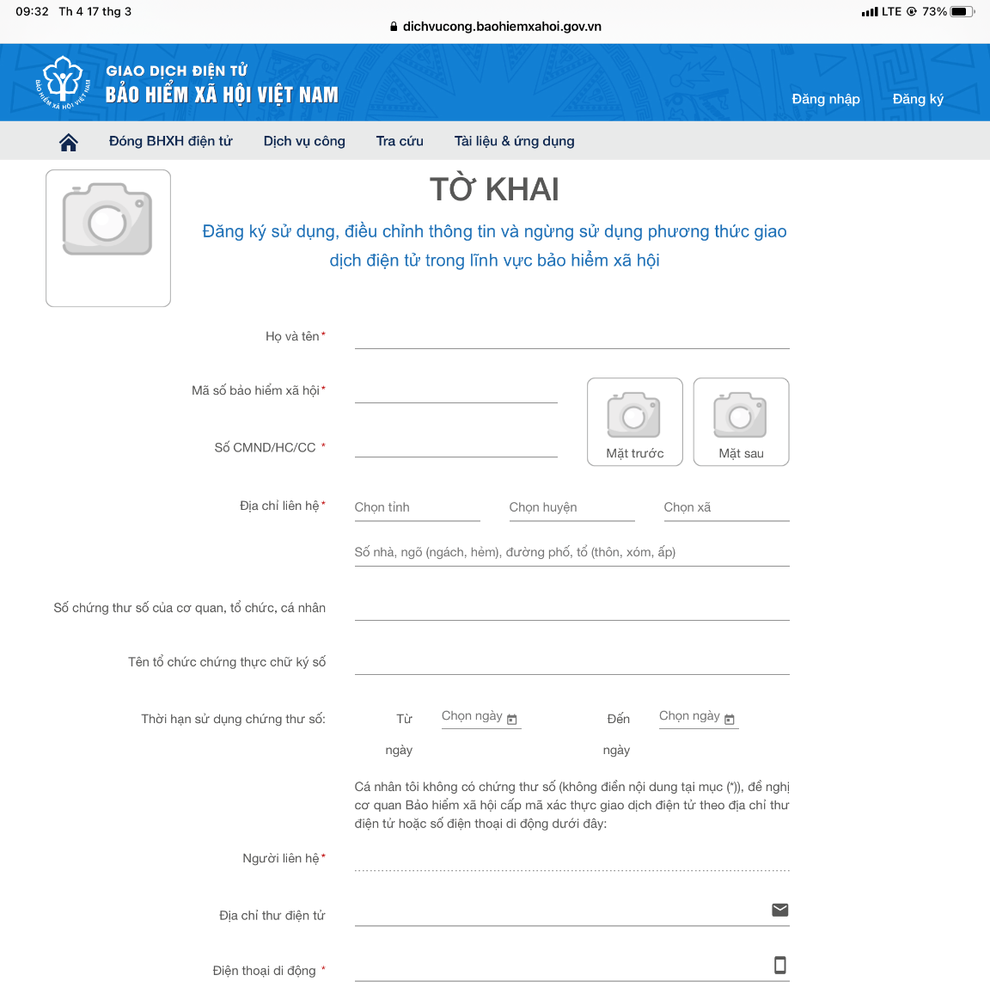 09:32 Th 4 17 thg 3
LTE 73%
dichvucong.baohiemxahoi.gov.vn
BẢO HIỂM XÃ HỘI VIỆT NAM
GIAO DỊCH ĐIỆN TỬ
BẢO HIỂM XÃ HỘI VIỆT NAM
Đăng nhập Đăng ký
Đóng BHXH điện tử Dịch vụ công Tra cứu Tài liệu & ứng dụng
TỜ KHAI
Đăng ký sử dụng, điều chỉnh thông tin và ngừng sử dụng phương thức giao
dịch điện tử trong lĩnh vực bảo hiểm xã hội
Họ và tên*
Mã số bảo hiểm xã hội*
Số CMND/HC/CC *
Mặt trước Mặt sau
Địa chỉ liên hệ* Chọn tỉnh Chọn huyện Chọn xã
Số nhà, ngõ (ngách, hẻm), đường phố, tổ (thôn, xóm, ấp)
Số chứng thư số của cơ quan, tổ chức, cá nhân
Tên tổ chức chứng thực chữ ký số
Thời hạn sử dụng chứng thư số: Từ Chọn ngày Đến Chọn ngày
ngày ngày
Cá nhân tôi không có chứng thư số (không điền nội dung tại mục (*)), đề nghị
cơ quan Bảo hiểm xã hội cấp mã xác thực giao dịch điện tử theo địa chỉ thư
điện tử hoặc số điện thoại di động dưới đây:
Người liên hệ*
Địa chỉ thư điện tử
Điện thoại di động *